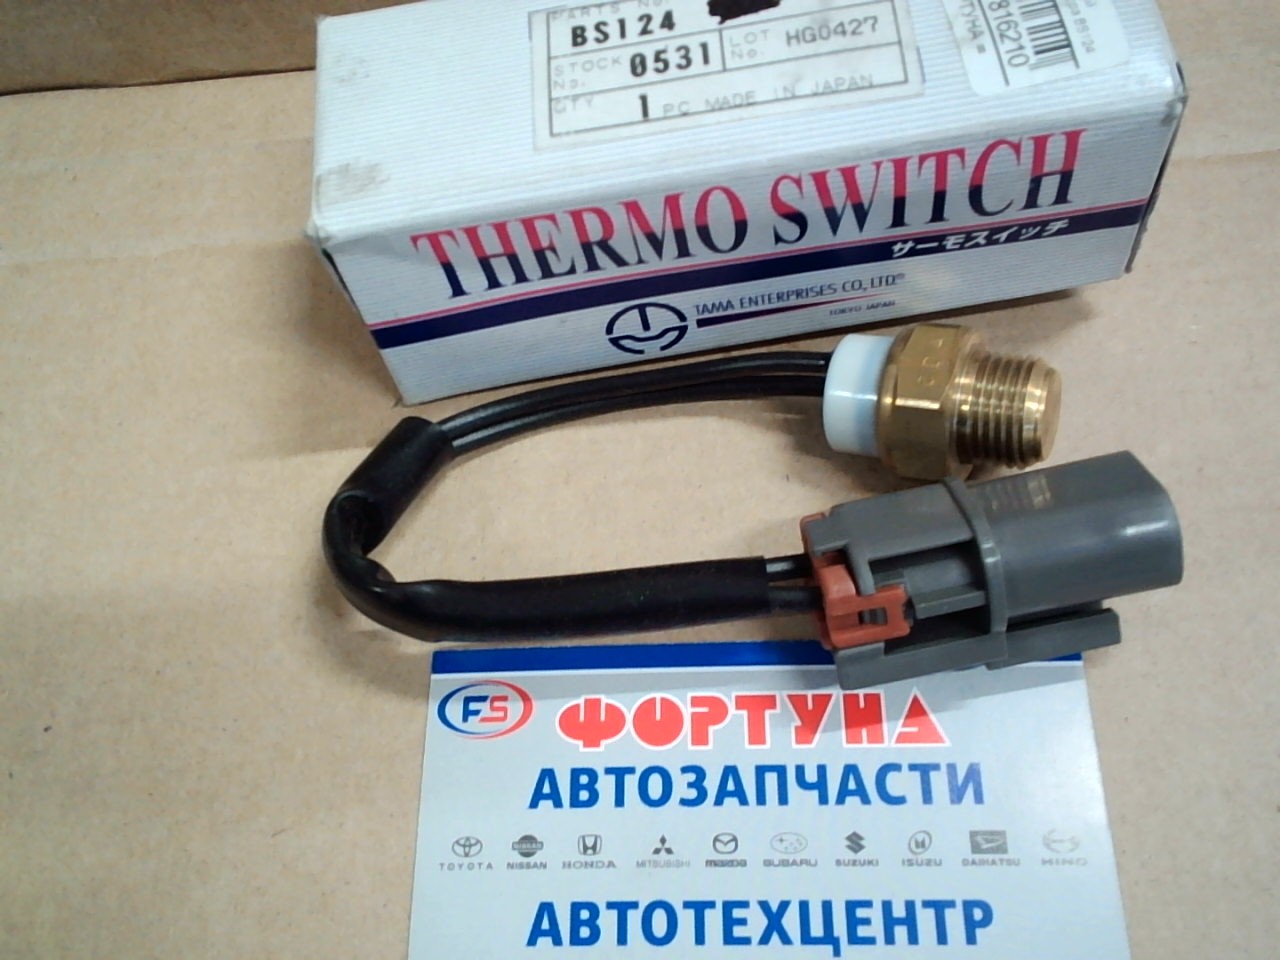 PARTS No.
BS124
STOCK No.
0531
LOT No.
HG0427
QTY
1 PC MADE IN JAPAN
816210
THERMO SWITCH
サーモスイッチ
TAMA ENTERPRISES CO., LTD®
TOKYO JAPAN
FS
ФОРТУНА
АВТОЗАПЧАСТИ
TOYOTA NISSAN HONDA MITSUBISHI mazda SUBARU SUZUKI ISUZU DAIHATSU HINO
АВТОТЕХЦЕНТР